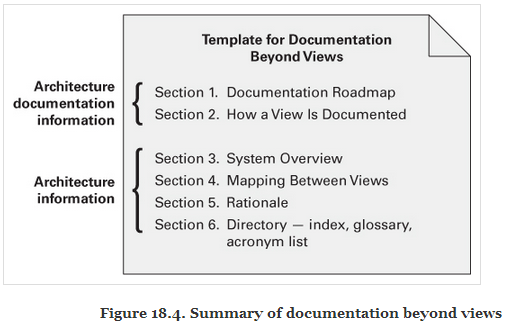 Template for Documentation
Beyond Views
Architecture
documentation
information
Section 1. Documentation Roadmap
Section 2. How a View Is Documented
Architecture
information
Section 3. System Overview
Section 4. Mapping Between Views
Section 5. Rationale
Section 6. Directory — index, glossary,
acronym list
Figure 18.4. Summary of documentation beyond views